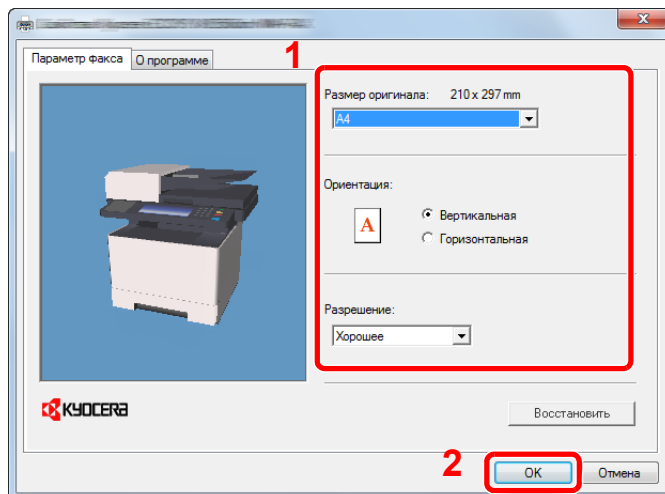 Параметр факса
О программе
1
Размер оригинала: 210 x 297 mm
A4
Ориентация:
A
Вертикальная
Горизонтальная
Разрешение:
Хорошее
KYOCERA
Восстановить
2
OK
Отмена